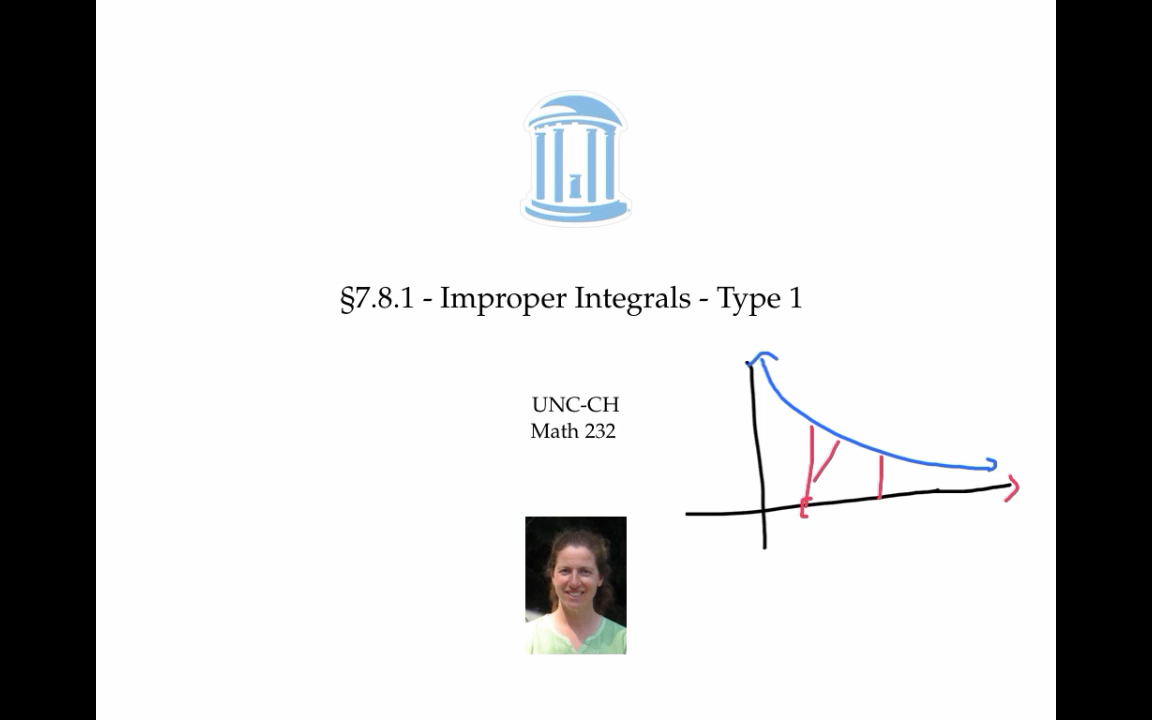 §7.8.1 - Improper Integrals - Type 1
UNC-CH
Math 232